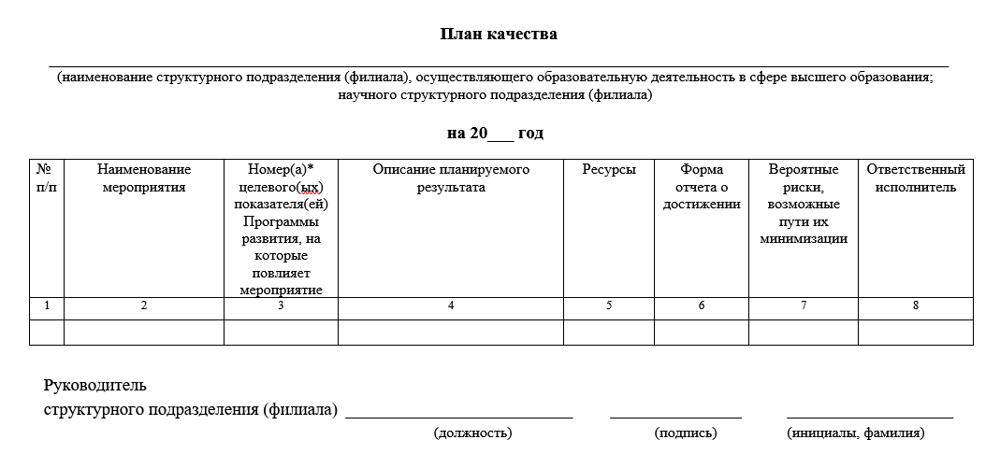 План качества
(наименование структурного подразделения (филиала), осуществляющего образовательную деятельность в сфере высшего образования;
научного структурного подразделения (филиала)
на 20___ год
№
п/п
Наименование
мероприятия
Номер(а)*
целевого(ых)
показателя(ей)
Программы
развития, на
которые
повлияет
мероприятие
Описание планируемого
результата
Ресурсы
Форма
отчета о
достижении
Вероятные
риски,
возможные
пути их
минимизации
Ответственный
исполнитель
1 2 3 4 5 6 7 8
Руководитель
структурного подразделения (филиала) ___________________________ ________________ ____________________
(должность) (подпись) (инициалы, фамилия)